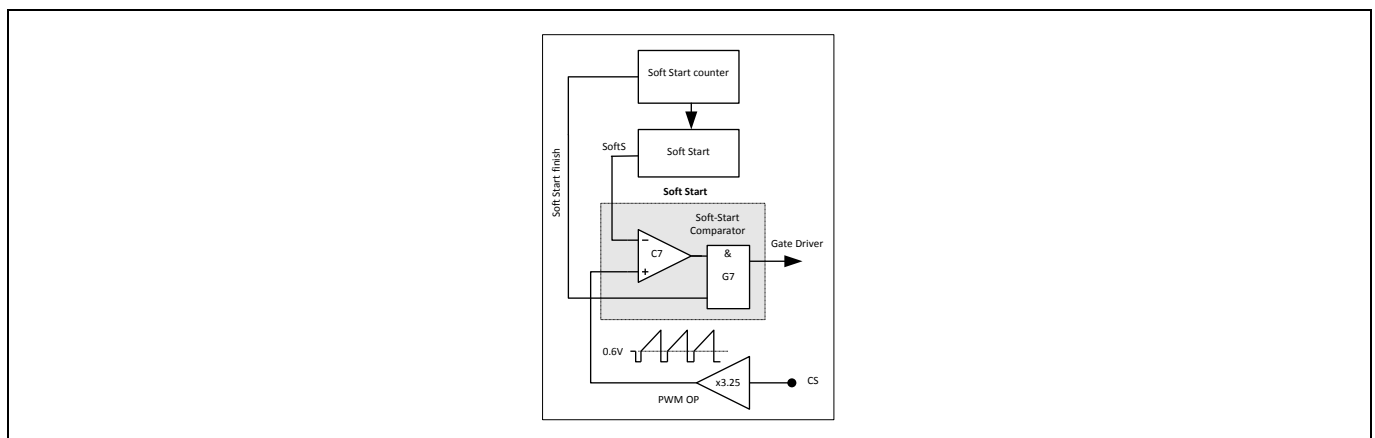 Soft Start counter
SoftS
Soft Start
Soft Start finish
Soft Start
Soft-Start
Comparator
Gate Driver
−
C7
+
&
G7
0.6V
x3.25
CS
PWM OP